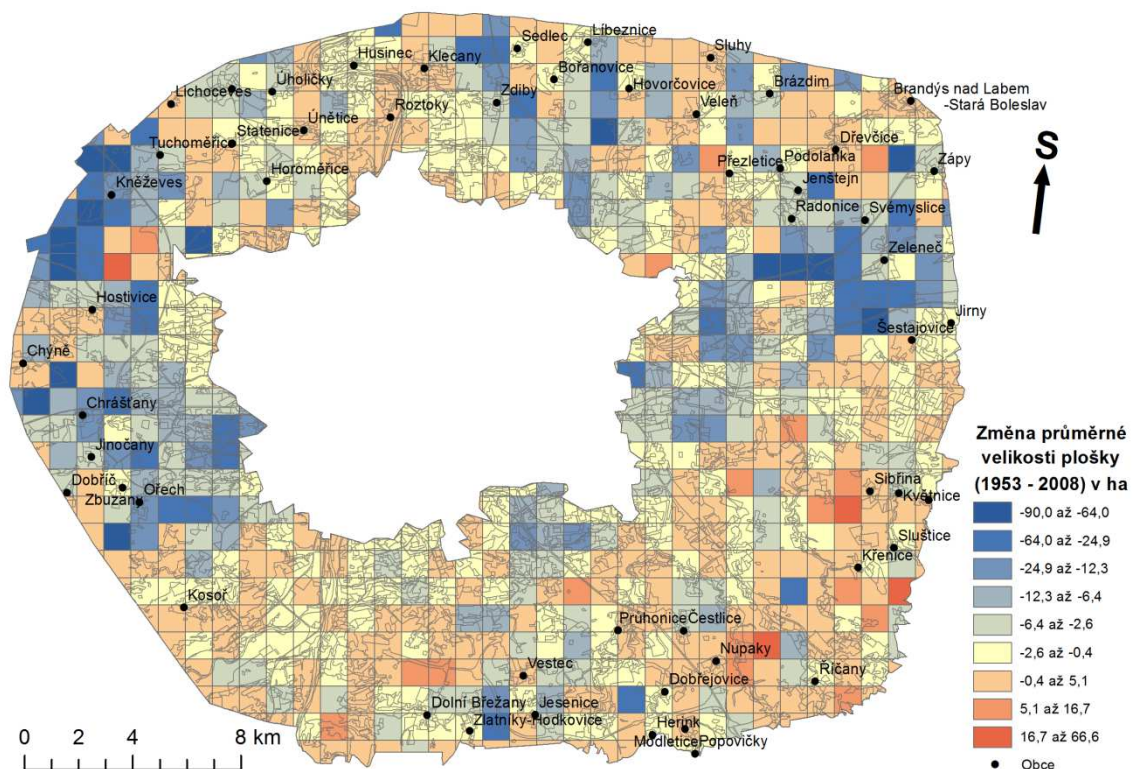 Sedlec
Líbeznice
Husinec
Klecany
Sluhy
Bořanovice
Lichoceves
Úholičky
Zdiby
Hovorčovice
Brázdim
Brandýs nad Labem
-Stará Boleslav
Roztoky
Veleň
Únětice
Statenice
Tuchoměřice
Dřevčice
Přezletice
Podolanka
Zápy
Horoměřice
Jenštejn
Kněževes
Radonice
Svémyslice
S
Zeleneč
Hostivice
Jirny
Šestajovice
Chýně
Chrášťany
Jinočany
Dobříč
Zbuzany
Ořech
Sibřina
Květnice
Sluštice
Křenice
Kosoř
Pruhonice
Čestlice
Nupaky
Vestec
Říčany
Dobřejovice
Dolní Břežany
Jesenice
Zlatníky-Hodkovice
Herink
Modletice
Popovičky
0 4 8 km
Změna průměrné
velikosti plošky
(1953 - 2008) v ha
-90,0 až -64,0
-64,0 až -24,9
-24,9 až -12,3
-12,3 až -6,4
-6,4 až -2,6
-2,6 až -0,4
-0,4 až 5,1
5,1 až 16,7
16,7 až 66,6
Obce